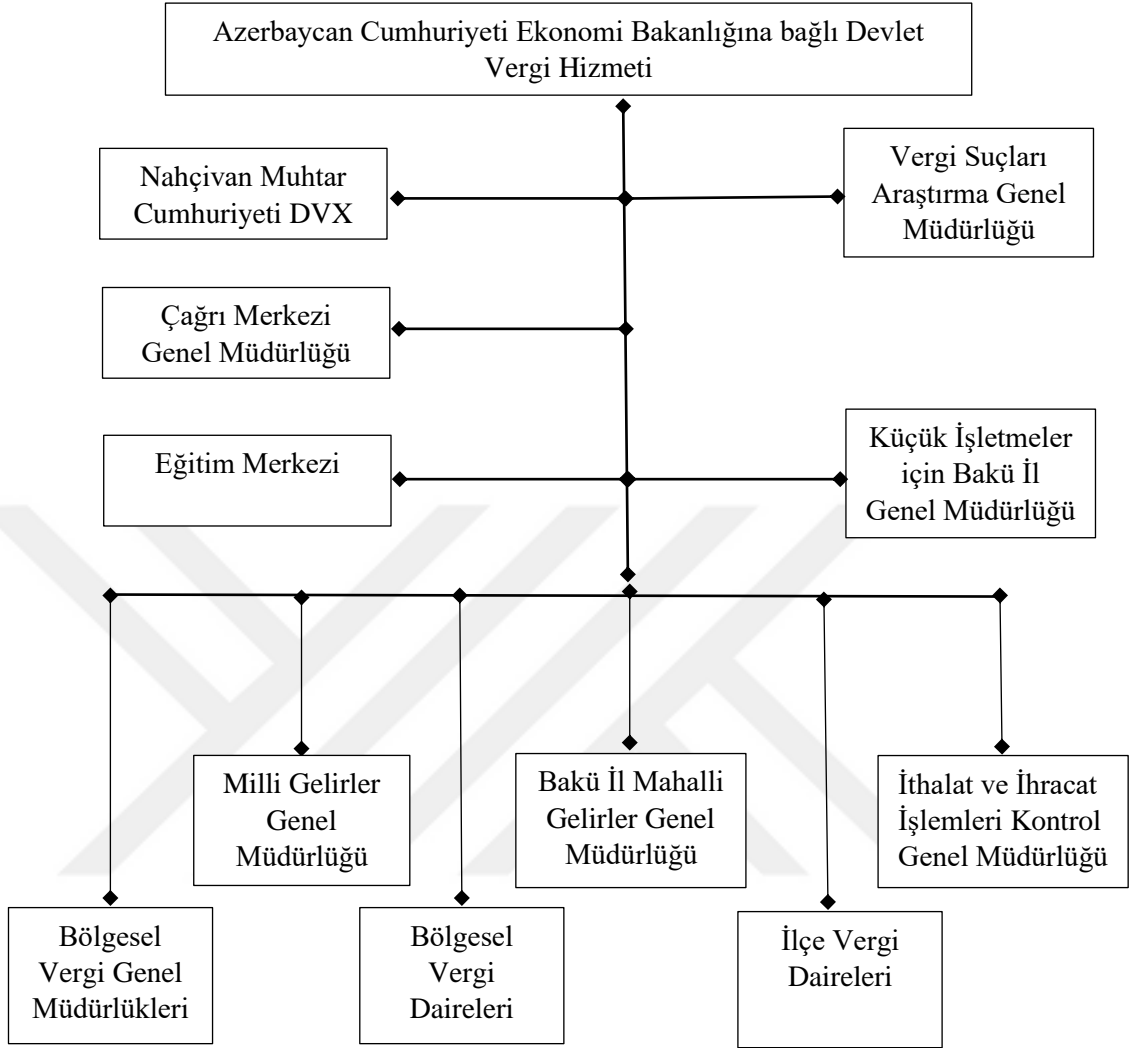 Azerbaycan Cumhuriyeti Ekonomi Bakanlığına bağlı Devlet
Vergi Hizmeti
Nahçivan Muhtar
Cumhuriyeti DVX
Vergi Suçları
Araştırma Genel
Müdürlüğü
Çağrı Merkezi
Genel Müdürlüğü
Eğitim Merkezi
Küçük İşletmeler
için Bakü İl
Genel Müdürlüğü
Milli Gelirler
Genel
Müdürlüğü
Bakü İl Mahalli
Gelirler Genel
Müdürlüğü
İthalat ve İhracat
İşlemleri Kontrol
Genel Müdürlüğü
Bölgesel
Vergi Genel
Müdürlükleri
Bölgesel
Vergi
Daireleri
İlçe Vergi
Daireleri